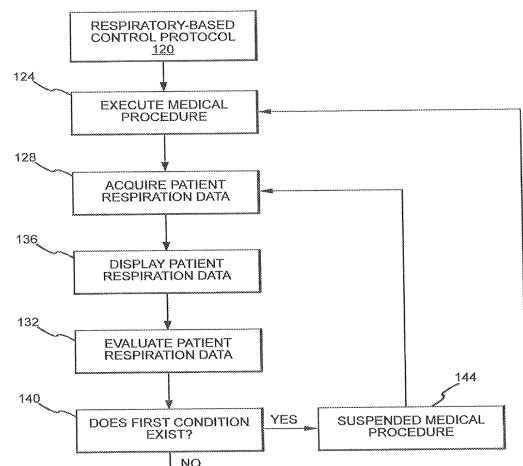 RESPIRATORY-BASED
CONTROL PROTOCOL
120
124
EXECUTE MEDICAL
PROCEDURE
128
ACQUIRE PATIENT
RESPIRATION DATA
136
DISPLAY PATIENT
RESPIRATION DATA
132
EVALUATE PATIENT
RESPIRATION DATA
140
DOES FIRST CONDITION
EXIST?
YES
144
SUSPENDED MEDICAL
PROCEDURE
NO